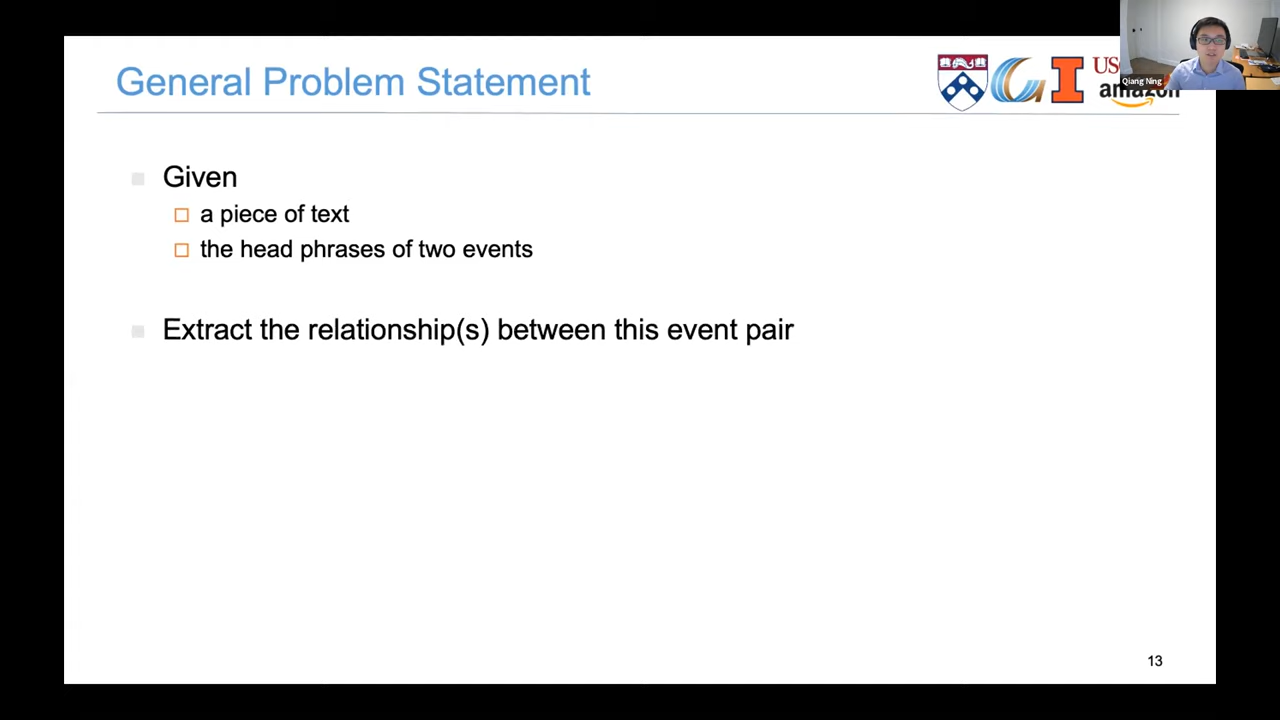 General Problem Statement
US
amazon
Qiang Ning
Given
a piece of text
the head phrases of two events
Extract the relationship(s) between this event pair
13